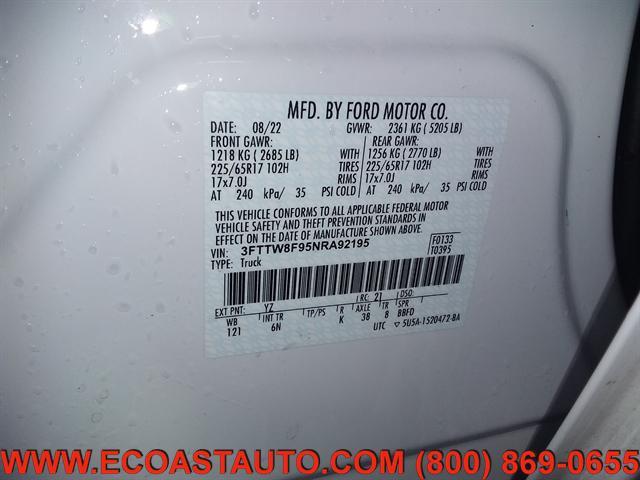 MFD. BY FORD MOTOR CO.
DATE: 08/22 GVWR: 2361 KG ( 5205 LB)
FRONT GAWR: REAR GAWR:
1218 KG ( 2685 LB) WITH 1256 KG ( 2770 LB) WITH
225/65R17 102H TIRES 225/65R17 102H TIRES
17x7.0J RIMS 17x7.0J RIMS
AT 240 kPa/ 35 PSI COLD AT 240 kPa/ 35 PSI COLD
THIS VEHICLE CONFORMS TO ALL APPLICABLE FEDERAL MOTOR
VEHICLE SAFETY AND THEFT PREVENTION STANDARDS IN
EFFECT ON THE DATE OF MANUFACTURE SHOWN ABOVE.
VIN: 3FTTW8F95NRA92195 F0133
TYPE: Truck T0395
EXT PNT: YZ RC: 21 DSO:
WB INT TR TP/PS R AXLE TR SPR
121 6N K 38 8 BBFD
UTC ▽ 5U5A-1520472-BA
WWW.ECOASTAUTO.COM (800) 869-0655